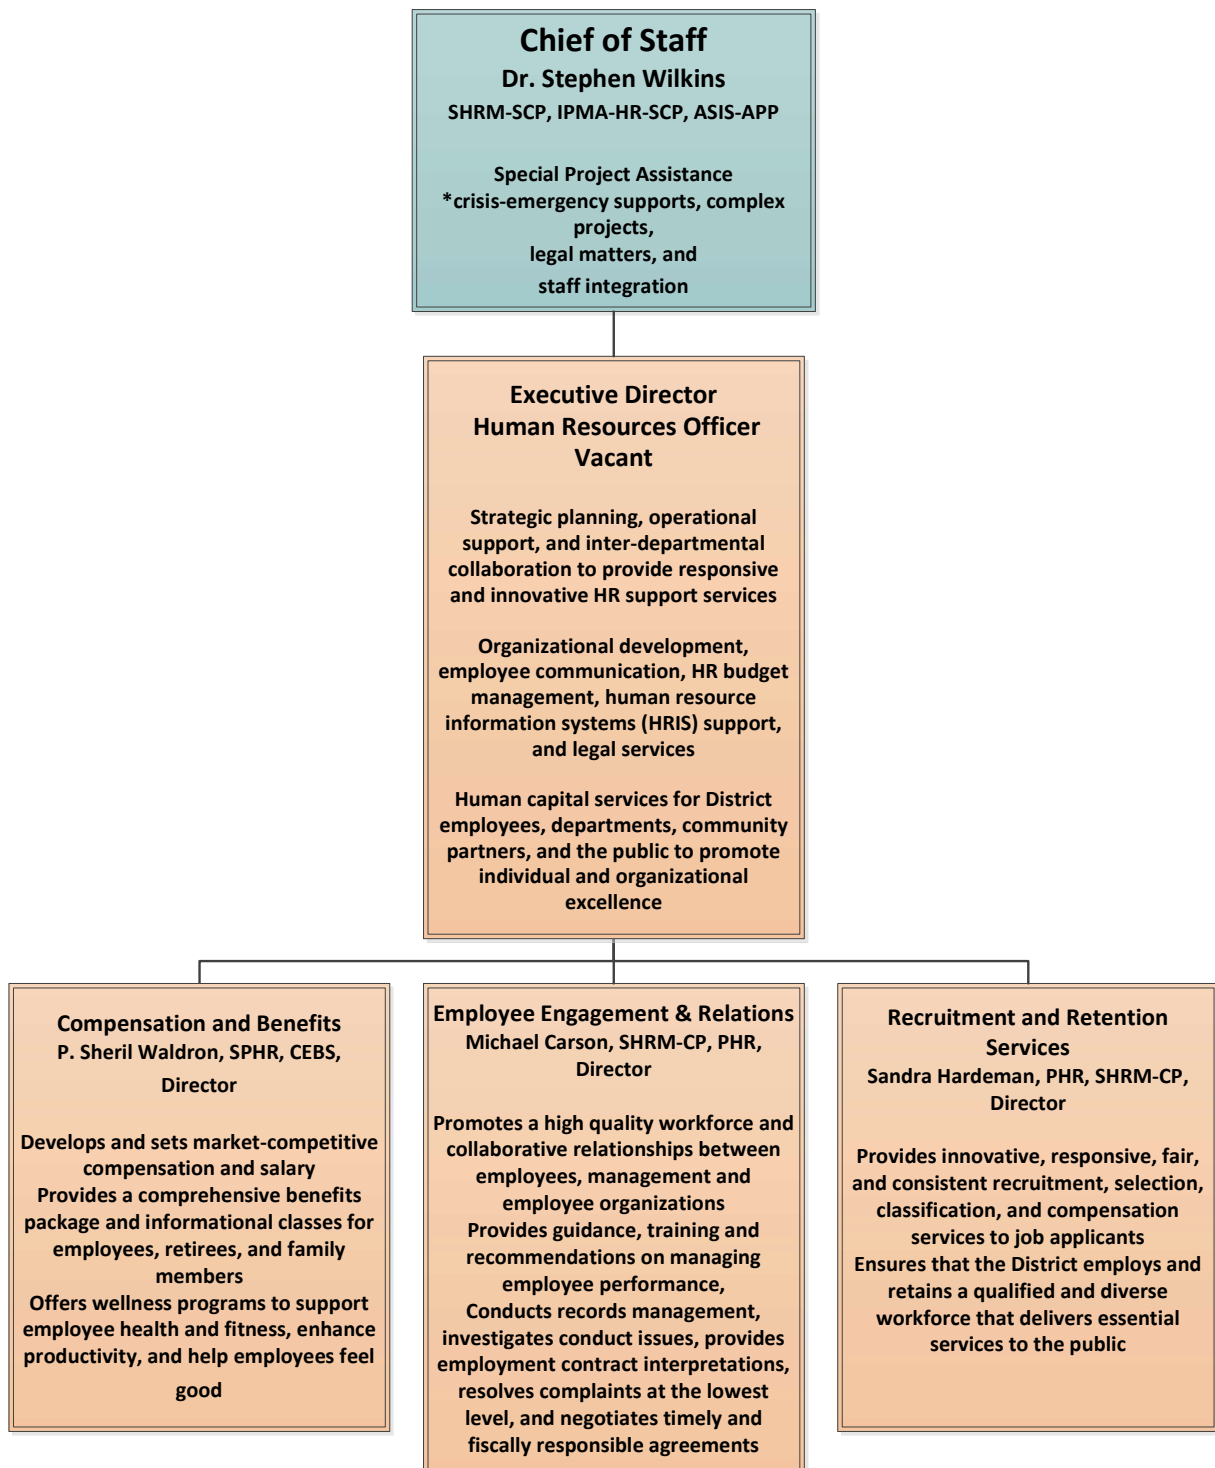 Chief of Staff
Dr. Stephen Wilkins
SHRM-SCP, IPMA-HR-SCP, ASIS-APP
Special Project Assistance
*crisis-emergency supports, complex
projects,
legal matters, and
staff integration
Executive Director
Human Resources Officer
Vacant
Strategic planning, operational
support, and inter-departmental
collaboration to provide responsive
and innovative HR support services
Organizational development,
employee communication, HR budget
management, human resource
information systems (HRIS) support,
and legal services
Human capital services for District
employees, departments, community
partners, and the public to promote
individual and organizational
excellence
Compensation and Benefits
P. Sheril Waldron, SPHR, CEBS,
Director
Develops and sets market-competitive
compensation and salary
Provides a comprehensive benefits
package and informational classes for
employees, retirees, and family
members
Offers wellness programs to support
employee health and fitness, enhance
productivity, and help employees feel
good
Employee Engagement & Relations
Michael Carson, SHRM-CP, PHR,
Director
Promotes a high quality workforce and
collaborative relationships between
employees, management and
employee organizations
Provides guidance, training and
recommendations on managing
employee performance,
Conducts records management,
investigates conduct issues, provides
employment contract interpretations,
resolves complaints at the lowest
level, and negotiates timely and
fiscally responsible agreements
Recruitment and Retention
Services
Sandra Hardeman, PHR, SHRM-CP,
Director
Provides innovative, responsive, fair,
and consistent recruitment, selection,
classification, and compensation
services to job applicants
Ensures that the District employs and
retains a qualified and diverse
workforce that delivers essential
services to the public